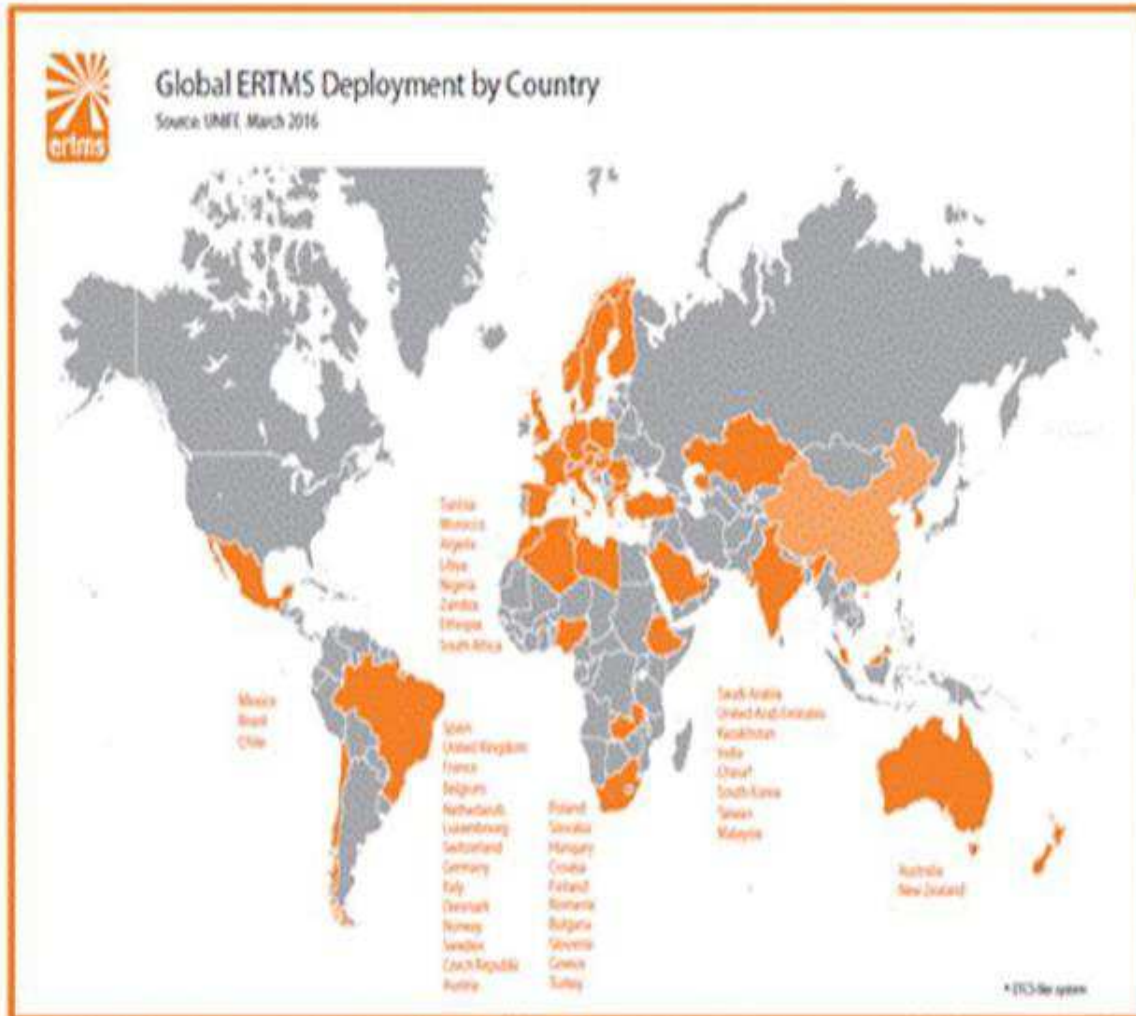 ertms
Global ERTMS Deployment by Country
Source: UNIFE, March 2016
Tunisia
Morocco
Algeria
Libya
Nigeria
Zambia
Ethiopia
South Africa
Mexico
Brazil
Chile
Spain
United Kingdom
France
Belgium
Netherlands
Luxembourg
Switzerland
Germany
Italy
Denmark
Norway
Sweden
Czech Republic
Austria
Poland
Slovakia
Hungary
Croatia
Finland
Romania
Bulgaria
Slovenia
Greece
Turkey
Saudi Arabia
United Arab Emirates
Kazakhstan
India
China*
South Korea
Taiwan
Malaysia
Australia
New Zealand
* ETCS-like system